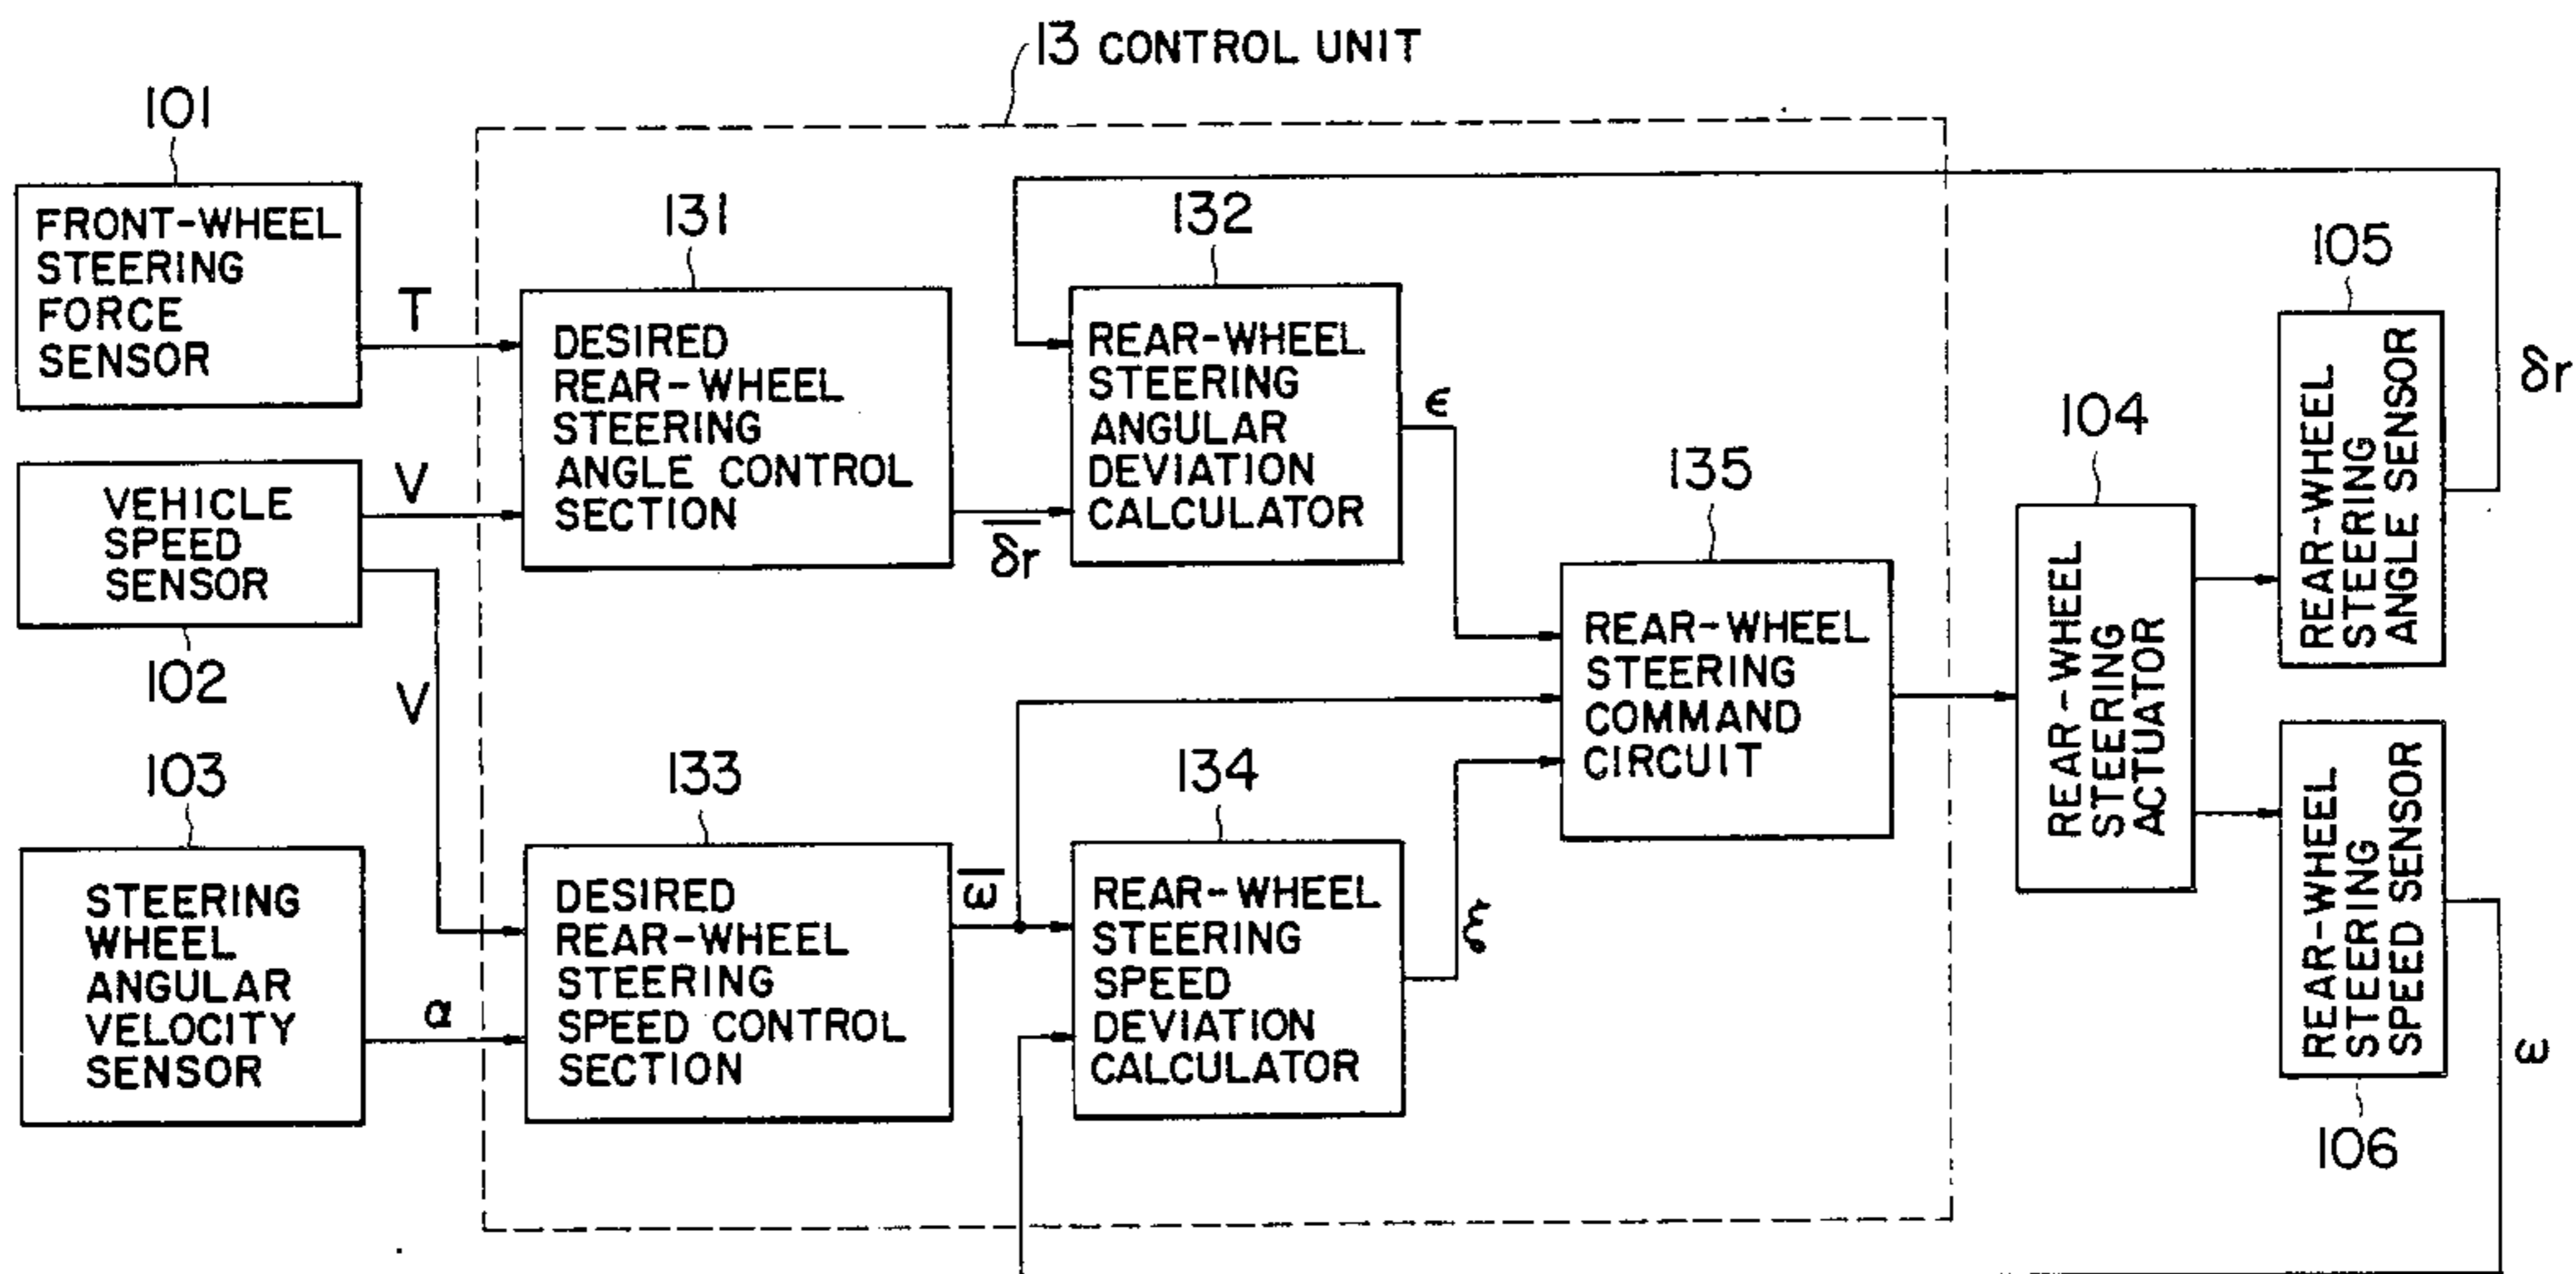 13 CONTROL UNIT
101
FRONT-WHEEL
STEERING
FORCE
SENSOR
T
VEHICLE
SPEED
SENSOR
102
V
V
103
STEERING
WHEEL
ANGULAR
VELOCITY
SENSOR
α
131
DESIRED
REAR-WHEEL
STEERING
ANGLE CONTROL
SECTION
δr̅
132
REAR-WHEEL
STEERING
ANGULAR
DEVIATION
CALCULATOR
ϵ
133
DESIRED
REAR-WHEEL
STEERING
SPEED CONTROL
SECTION
ω̅
134
REAR-WHEEL
STEERING
SPEED
DEVIATION
CALCULATOR
ξ
135
REAR-WHEEL
STEERING
COMMAND
CIRCUIT
104
REAR-WHEEL
STEERING
ACTUATOR
105
REAR-WHEEL
STEERING
ANGLE SENSOR
δr
REAR-WHEEL
STEERING
SPEED SENSOR
106
ω